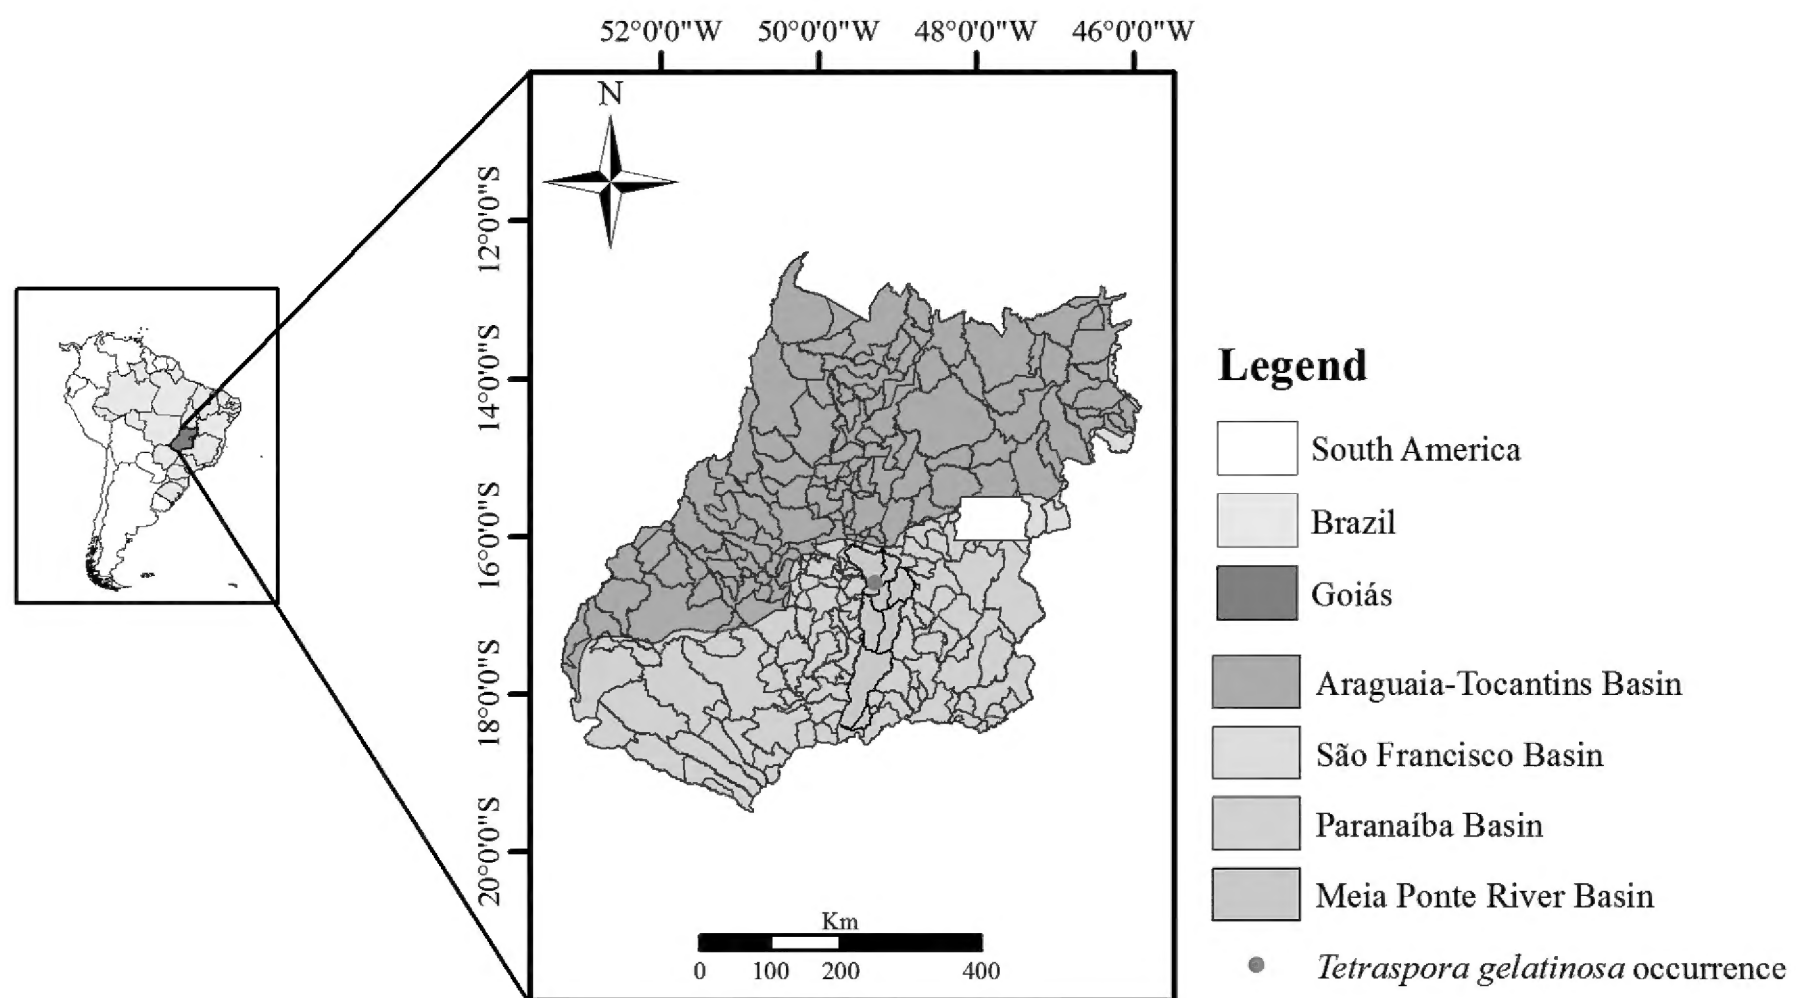 52°0'0"W 50°0'0"W 48°0'0"W 46°0'0"W
N
12°0'0"S
14°0'0"S
16°0'0"S
18°0'0"S
20°0'0"S
Km
0 100 200 400
Legend
South America
Brazil
Goiás
Araguaia-Tocantins Basin
São Francisco Basin
Paranaíba Basin
Meia Ponte River Basin
Tetraspora gelatinosa occurrence